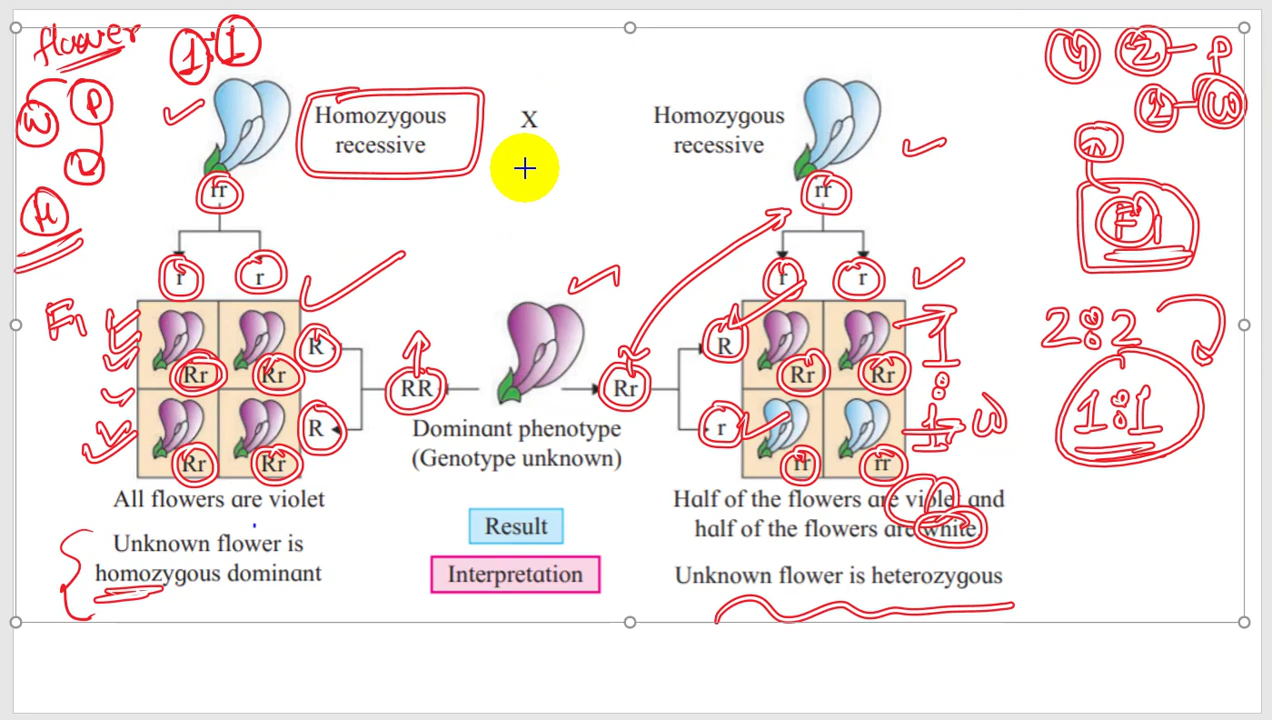 flower
1:1
W P
V
H
4 2 - P
2 - W
F1
2:2
1:1
Homozygous
recessive
X
Homozygous
recessive
rr
rr
r r
r r
F1
R
R
Rr Rr
Rr Rr
RR
Rr
R
r
Rr Rr
rr rr
1
:
1 W
Dominant phenotype
(Genotype unknown)
All flowers are violet
Unknown flower is
homozygous dominant
Result
Interpretation
Half of the flowers are violet and
half of the flowers are white.
Unknown flower is heterozygous